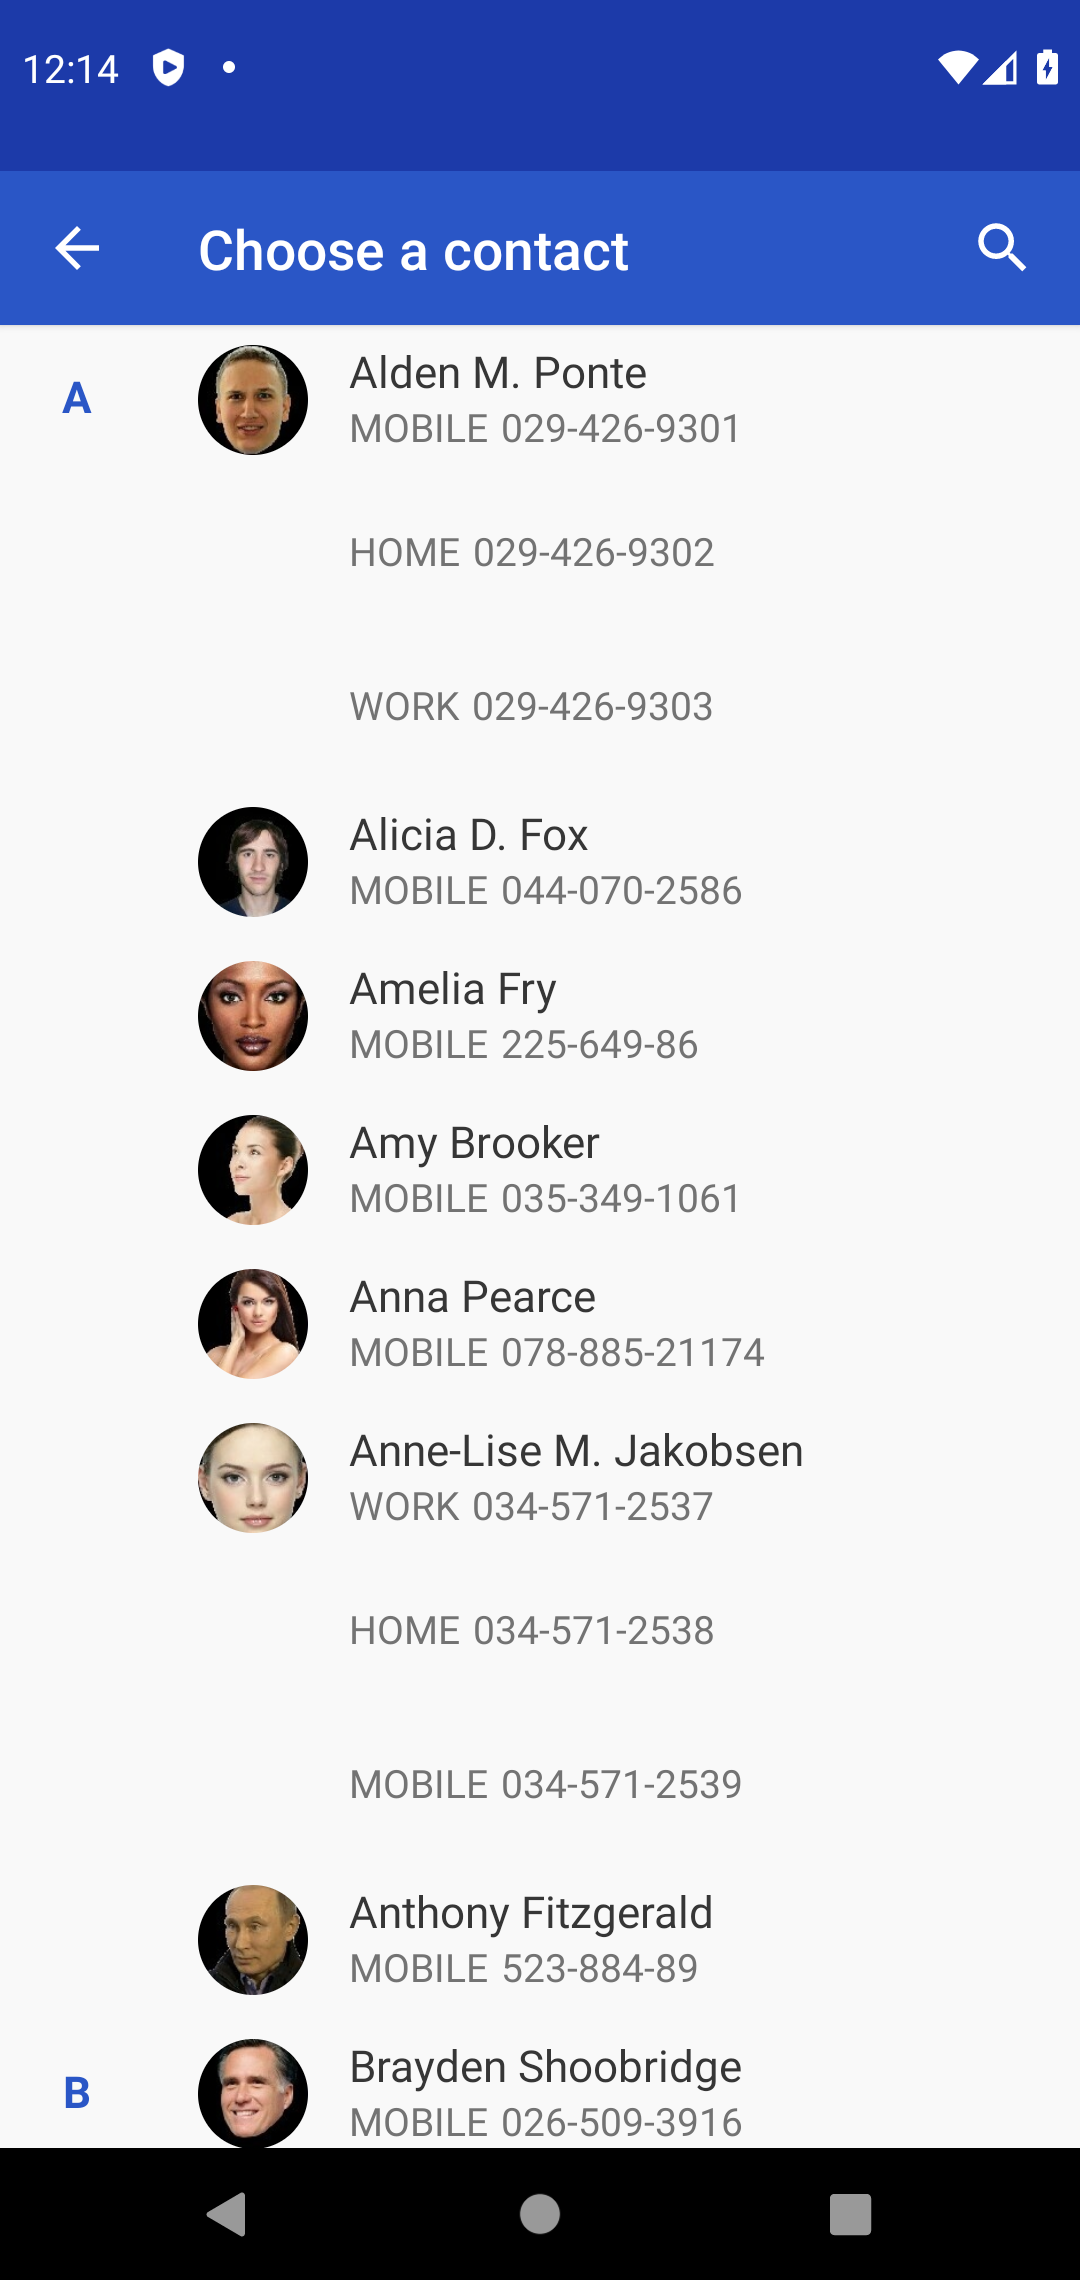 12:14
Choose a contact
A
Alden M. Ponte
MOBILE 029-426-9301
HOME 029-426-9302
WORK 029-426-9303
Alicia D. Fox
MOBILE 044-070-2586
Amelia Fry
MOBILE 225-649-86
Amy Brooker
MOBILE 035-349-1061
Anna Pearce
MOBILE 078-885-21174
Anne-Lise M. Jakobsen
WORK 034-571-2537
HOME 034-571-2538
MOBILE 034-571-2539
Anthony Fitzgerald
MOBILE 523-884-89
B
Brayden Shoobridge
MOBILE 026-509-3916